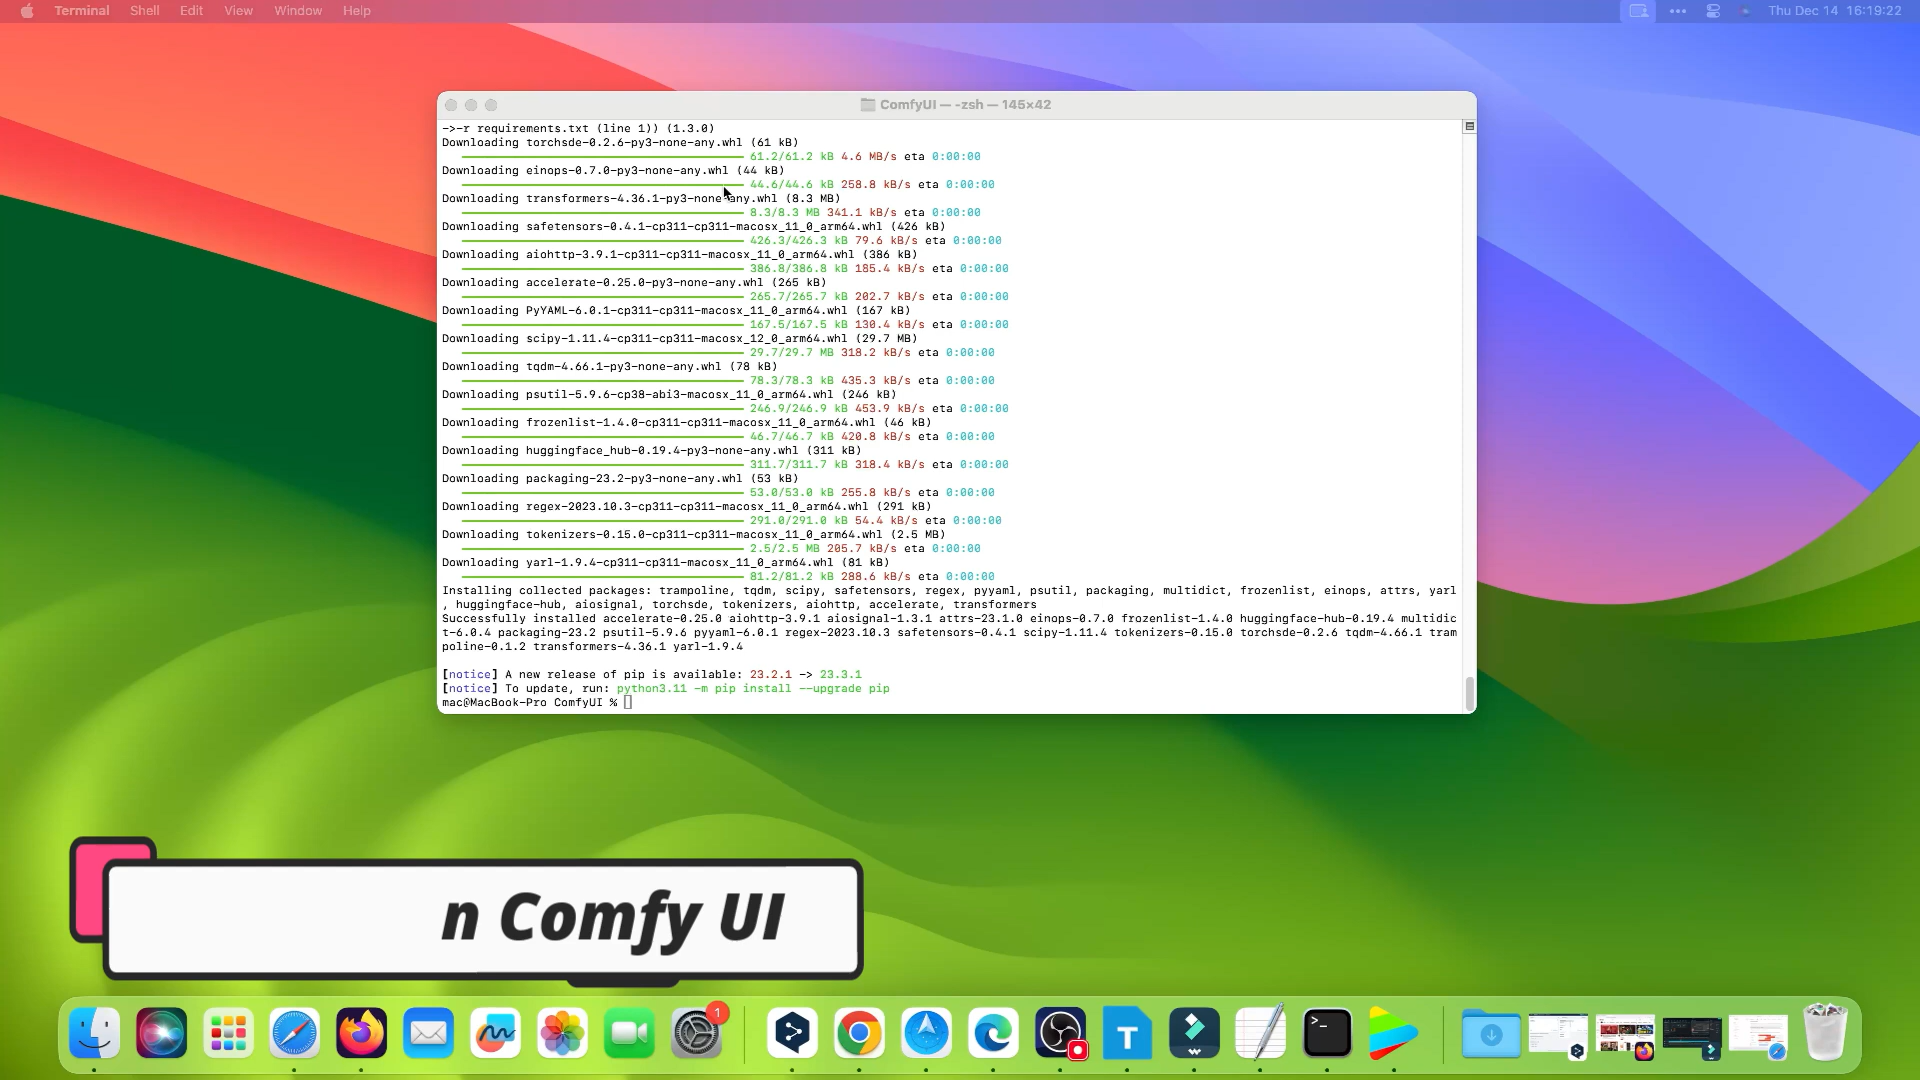 Terminal Shell Edit View Window Help Thu Dec 14 16:19:22
ComfyUI — -zsh — 145×42
->-r requirements.txt (line 1)) (1.3.0)
Downloading torchsde-0.2.6-py3-none-any.whl (61 kB)
61.2/61.2 kB 4.6 MB/s eta 0:00:00
Downloading einops-0.7.0-py3-none-any.whl (44 kB)
44.6/44.6 kB 258.8 kB/s eta 0:00:00
Downloading transformers-4.36.1-py3-none-any.whl (8.3 MB)
8.3/8.3 MB 341.1 kB/s eta 0:00:00
Downloading safetensors-0.4.1-cp311-cp311-macosx_11_0_arm64.whl (426 kB)
426.3/426.3 kB 79.6 kB/s eta 0:00:00
Downloading aiohttp-3.9.1-cp311-cp311-macosx_11_0_arm64.whl (386 kB)
386.8/386.8 kB 185.4 kB/s eta 0:00:00
Downloading accelerate-0.25.0-py3-none-any.whl (265 kB)
265.7/265.7 kB 202.7 kB/s eta 0:00:00
Downloading PyYAML-6.0.1-cp311-cp311-macosx_11_0_arm64.whl (167 kB)
167.5/167.5 kB 130.4 kB/s eta 0:00:00
Downloading scipy-1.11.4-cp311-cp311-macosx_12_0_arm64.whl (29.7 MB)
29.7/29.7 MB 318.2 kB/s eta 0:00:00
Downloading tqdm-4.66.1-py3-none-any.whl (78 kB)
78.3/78.3 kB 435.3 kB/s eta 0:00:00
Downloading psutil-5.9.6-cp38-abi3-macosx_11_0_arm64.whl (246 kB)
246.9/246.9 kB 453.9 kB/s eta 0:00:00
Downloading frozenlist-1.4.0-cp311-cp311-macosx_11_0_arm64.whl (46 kB)
46.7/46.7 kB 420.8 kB/s eta 0:00:00
Downloading huggingface_hub-0.19.4-py3-none-any.whl (311 kB)
311.7/311.7 kB 318.4 kB/s eta 0:00:00
Downloading packaging-23.2-py3-none-any.whl (53 kB)
53.0/53.0 kB 255.8 kB/s eta 0:00:00
Downloading regex-2023.10.3-cp311-cp311-macosx_11_0_arm64.whl (291 kB)
291.0/291.0 kB 54.4 kB/s eta 0:00:00
Downloading tokenizers-0.15.0-cp311-cp311-macosx_11_0_arm64.whl (2.5 MB)
2.5/2.5 MB 205.7 kB/s eta 0:00:00
Downloading yarl-1.9.4-cp311-cp311-macosx_11_0_arm64.whl (81 kB)
81.2/81.2 kB 288.6 kB/s eta 0:00:00
Installing collected packages: trampoline, tqdm, scipy, safetensors, regex, pyyaml, psutil, packaging, multidict, frozenlist, einops, attrs, yarl
, huggingface-hub, aiosignal, torchsde, tokenizers, aiohttp, accelerate, transformers
Successfully installed accelerate-0.25.0 aiohttp-3.9.1 aiosignal-1.3.1 attrs-23.1.0 einops-0.7.0 frozenlist-1.4.0 huggingface-hub-0.19.4 multidic
t-6.0.4 packaging-23.2 psutil-5.9.6 pyyaml-6.0.1 regex-2023.10.3 safetensors-0.4.1 scipy-1.11.4 tokenizers-0.15.0 torchsde-0.2.6 tqdm-4.66.1 tram
poline-0.1.2 transformers-4.36.1 yarl-1.9.4
[notice] A new release of pip is available: 23.2.1 -> 23.3.1
[notice] To update, run: python3.11 -m pip install --upgrade pip
mac@MacBook-Pro ComfyUI %
n Comfy UI
1
T
>_